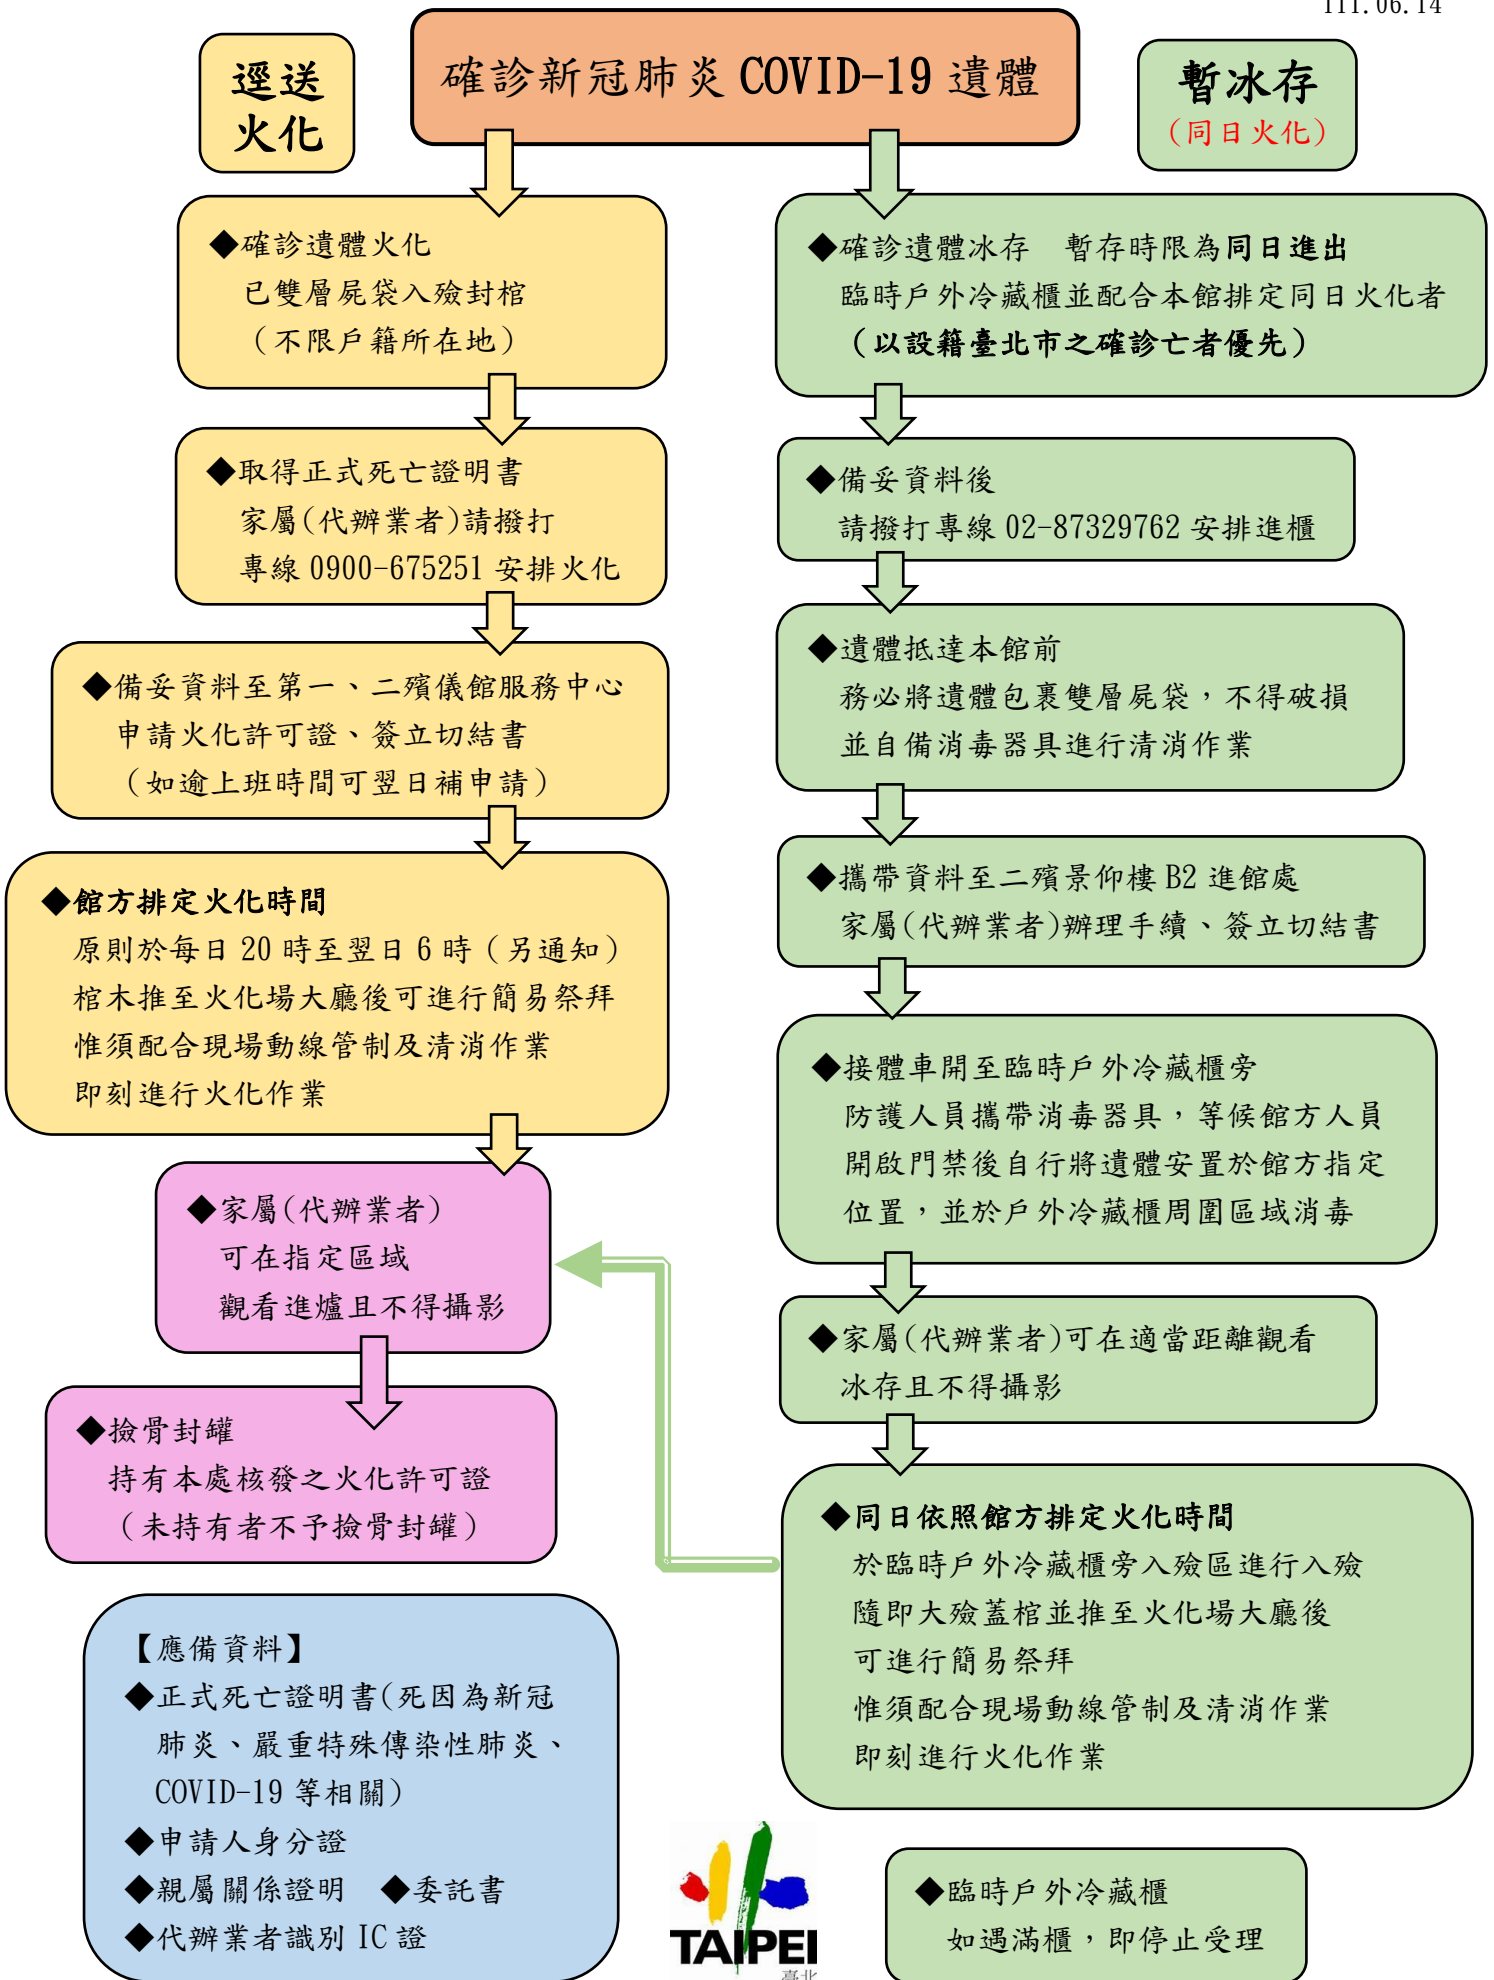 111.06.14
逕送
火化
確診新冠肺炎 COVID-19 遺體
暫冰存
(同日火化)
◆確診遺體火化
已雙層屍袋入殮封棺
(不限戶籍所在地)
◆取得正式死亡證明書
家屬(代辦業者)請撥打
專線 0900-675251 安排火化
◆備妥資料至第一、二殯儀館服務中心
申請火化許可證、簽立切結書
(如逾上班時間可翌日補申請)
◆館方排定火化時間
原則於每日 20 時至翌日 6 時(另通知)
棺木推至火化場大廳後可進行簡易祭拜
惟須配合現場動線管制及清消作業
即刻進行火化作業
◆家屬(代辦業者)
可在指定區域
觀看進爐且不得攝影
◆撿骨封罐
持有本處核發之火化許可證
(未持有者不予撿骨封罐)
【應備資料】
◆正式死亡證明書(死因為新冠
肺炎、嚴重特殊傳染性肺炎、
COVID-19 等相關)
◆申請人身分證
◆親屬關係證明 ◆委託書
◆代辦業者識別 IC 證
◆確診遺體冰存 暫存時限為同日進出
臨時戶外冷藏櫃並配合本館排定同日火化者
(以設籍臺北市之確診亡者優先)
◆備妥資料後
請撥打專線 02-87329762 安排進櫃
◆遺體抵達本館前
務必將遺體包裹雙層屍袋,不得破損
並自備消毒器具進行清消作業
◆攜帶資料至二殯景仰樓 B2 進館處
家屬(代辦業者)辦理手續、簽立切結書
◆接體車開至臨時戶外冷藏櫃旁
防護人員攜帶消毒器具,等候館方人員
開啟門禁後自行將遺體安置於館方指定
位置,並於戶外冷藏櫃周圍區域消毒
◆家屬(代辦業者)可在適當距離觀看
冰存且不得攝影
◆同日依照館方排定火化時間
於臨時戶外冷藏櫃旁入殮區進行入殮
隨即大殮蓋棺並推至火化場大廳後
可進行簡易祭拜
惟須配合現場動線管制及清消作業
即刻進行火化作業
TAIPEI
臺北
◆臨時戶外冷藏櫃
如遇滿櫃,即停止受理